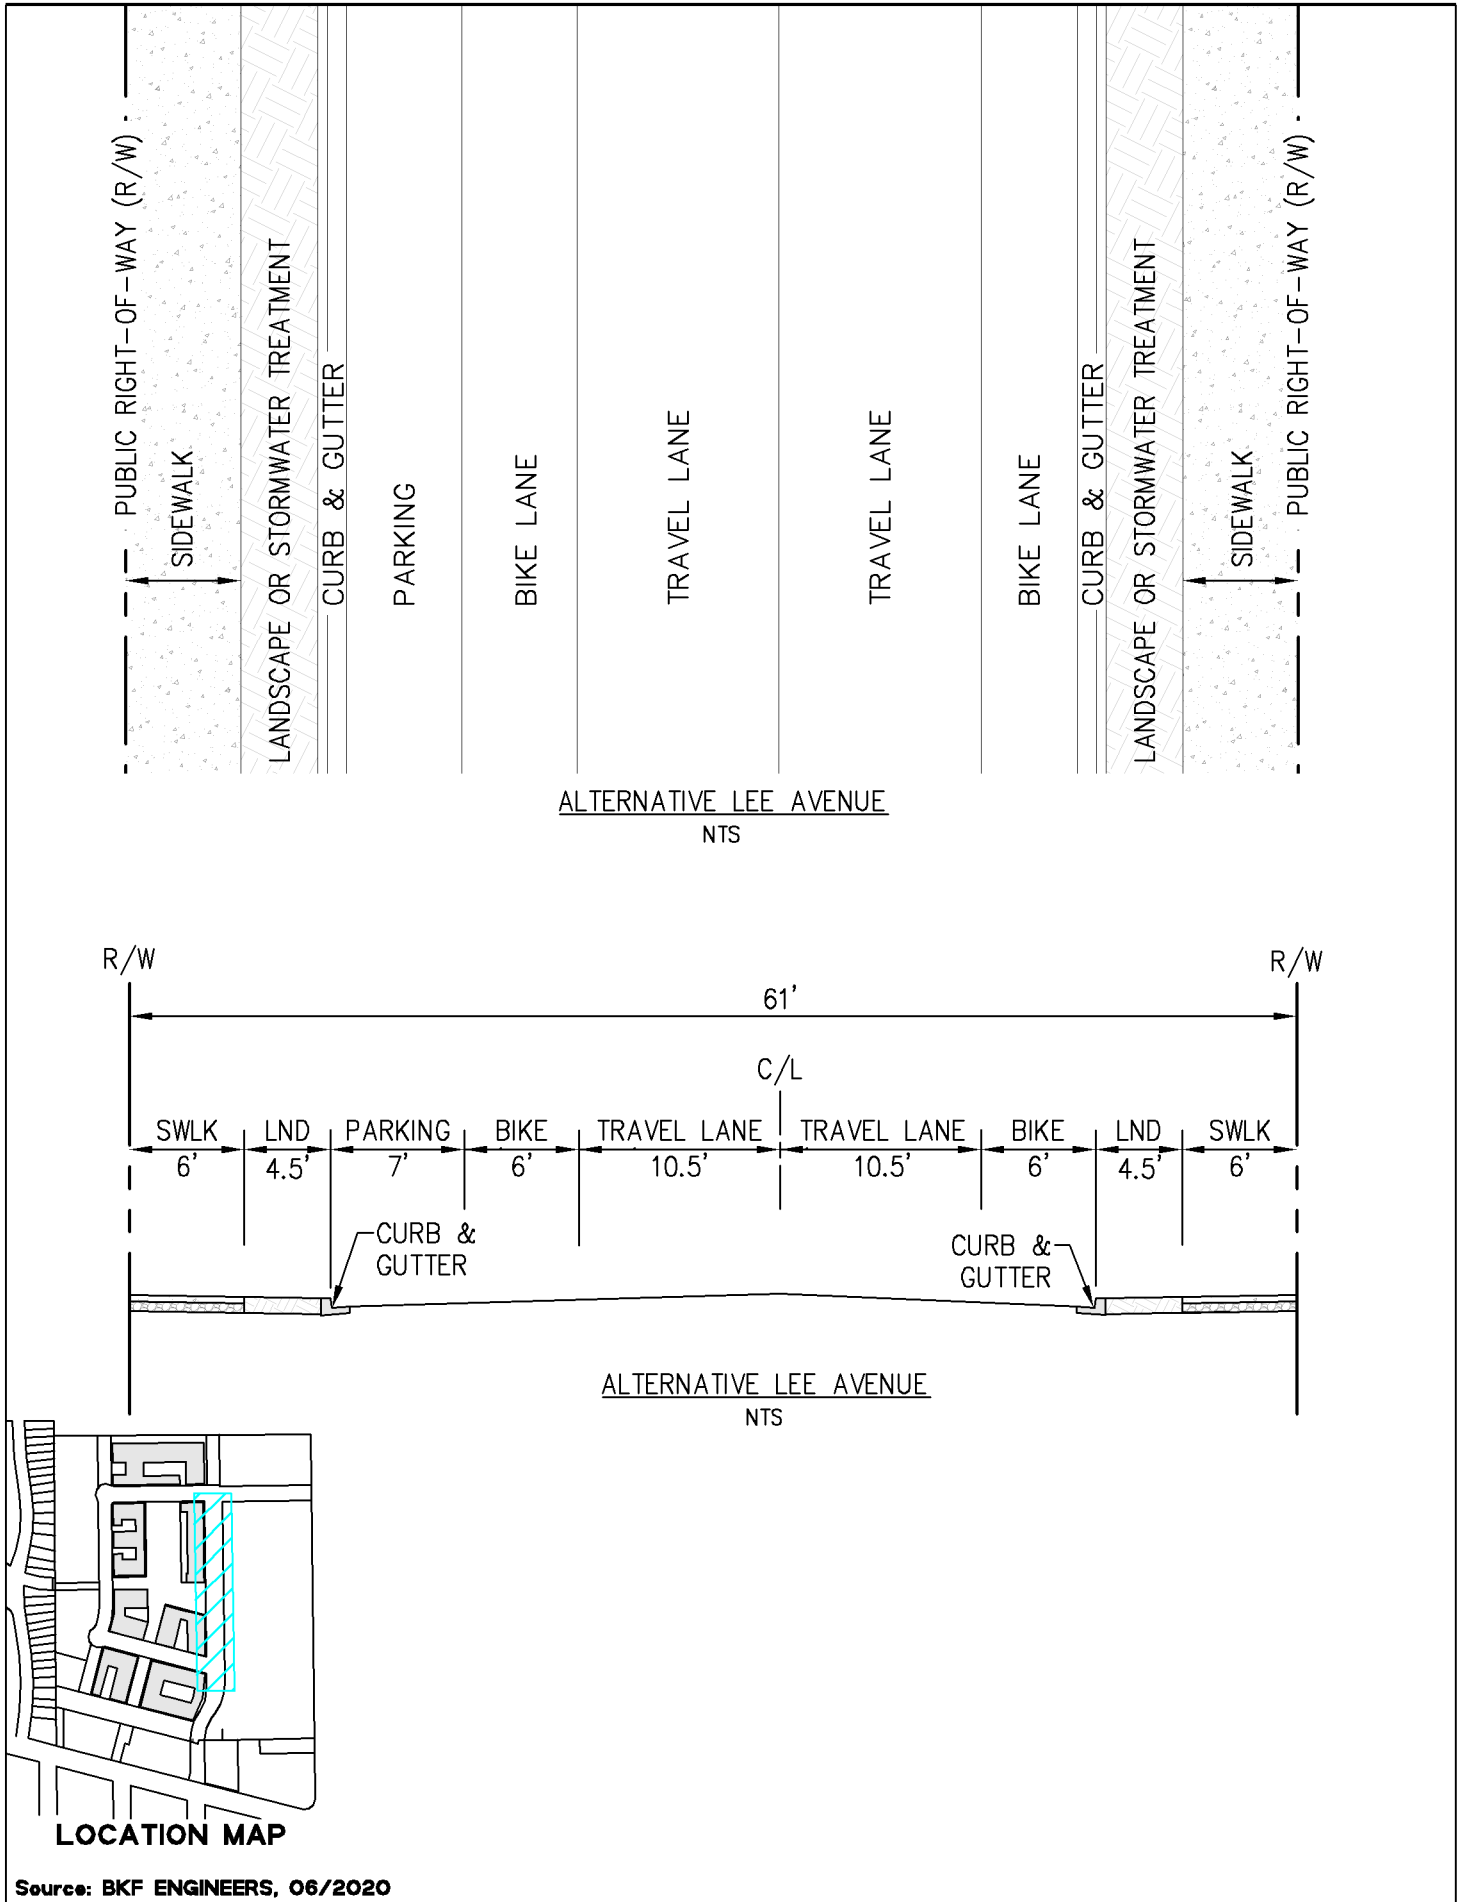 PUBLIC RIGHT-OF-WAY (R/W)
SIDEWALK
LANDSCAPE OR STORMWATER TREATMENT
CURB & GUTTER
PARKING
BIKE LANE
TRAVEL LANE
TRAVEL LANE
BIKE LANE
CURB & GUTTER
LANDSCAPE OR STORMWATER TREATMENT
SIDEWALK
PUBLIC RIGHT-OF-WAY (R/W)
ALTERNATIVE LEE AVENUE
NTS
R/W R/W
61'
C/L
SWLK LND PARKING BIKE TRAVEL LANE TRAVEL LANE BIKE LND SWLK
6' 4.5' 7' 6' 10.5' 10.5' 6' 4.5' 6'
CURB &
GUTTER
CURB &
GUTTER
ALTERNATIVE LEE AVENUE
NTS
LOCATION MAP
Source: BKF ENGINEERS, 06/2020